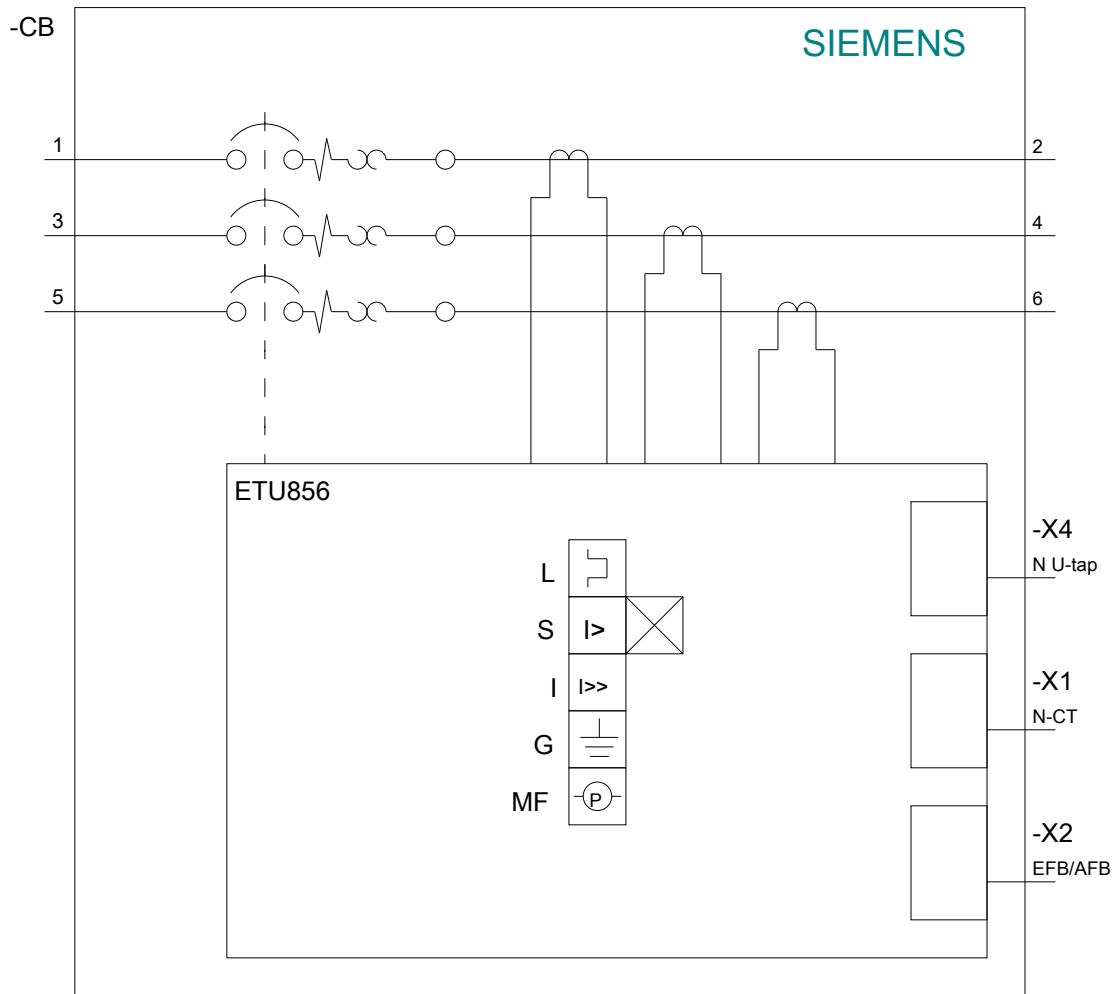 -CB
SIEMENS
1
2
3
4
5
6
ETU856
-X4
N U-tap
L
S
I>
I
I>>
-X1
N-CT
G
MF
P
-X2
EFB/AFB